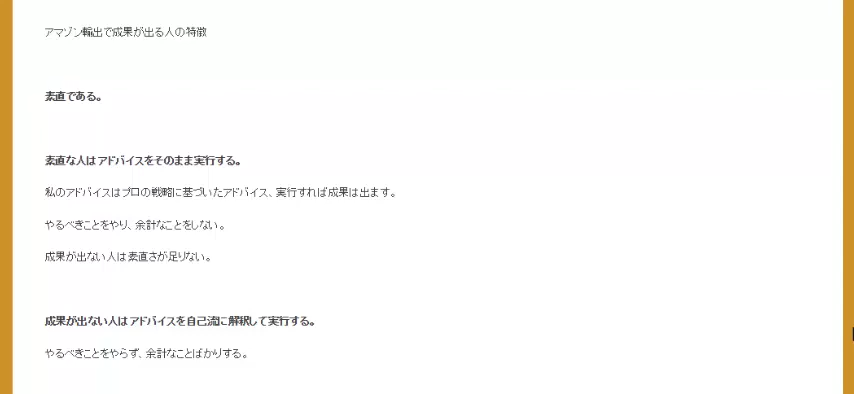 アマゾン輸出で成果が出る人の特徴
素直である。
素直な人はアドバイスをそのまま実行する。
私のアドバイスはプロの戦略に基づいたアドバイス、実行すれば成果は出ます。
やるべきことをやり、余計なことをしない。
成果が出ない人は素直さが足りない。
成果が出ない人はアドバイスを自己流に解釈して実行する。
やるべきことをやらず、余計なことばかりする。